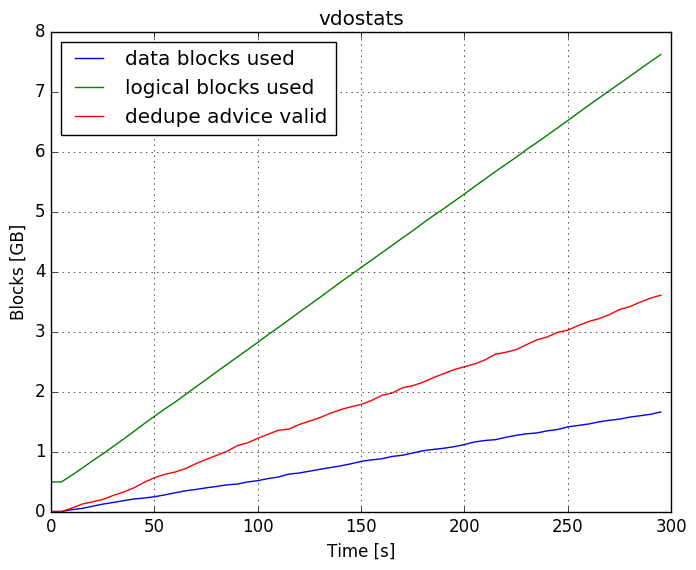 vdostats
data blocks used
logical blocks used
dedupe advice valid
Blocks [GB]
8
7
6
5
4
3
2
1
0
0 50 100 150 200 250 300
Time [s]